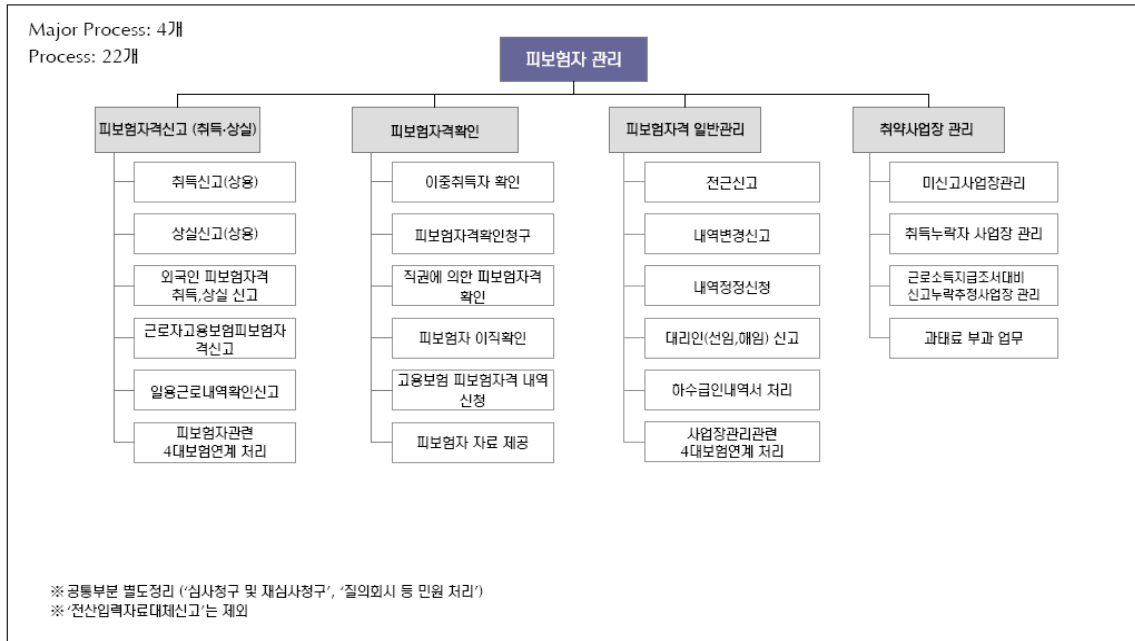 Major Process: 4개
Process: 22개
피보험자 관리
피보험자격신고 (취득·상실)
취득신고(상용)
상실신고(상용)
외국인 피보험자격
취득,상실 신고
근로자고용보험피보험자
격신고
일용근로내역확인신고
피보험자관련
4대보험연계 처리
피보험자격확인
이중취득자 확인
피보험자격확인청구
직권에 의한 피보험자격
확인
피보험자 이직확인
고용보험 피보험자격 내역
신청
피보험자 자료 제공
피보험자격 일반관리
전근신고
내역변경신고
내역정정신청
대리인(선임,해임) 신고
하수급인내역서 처리
사업장관리관련
4대보험연계 처리
취약사업장 관리
미신고사업장관리
취득누락자 사업장 관리
근로소득지급조서대비
신고누락추정사업장 관리
과태료 부과 업무
※ 공통부분 별도정리 ('심사청구 및 재심사청구', '질의회시 등 민원 처리')
※ '전산입력자료대체신고'는 제외